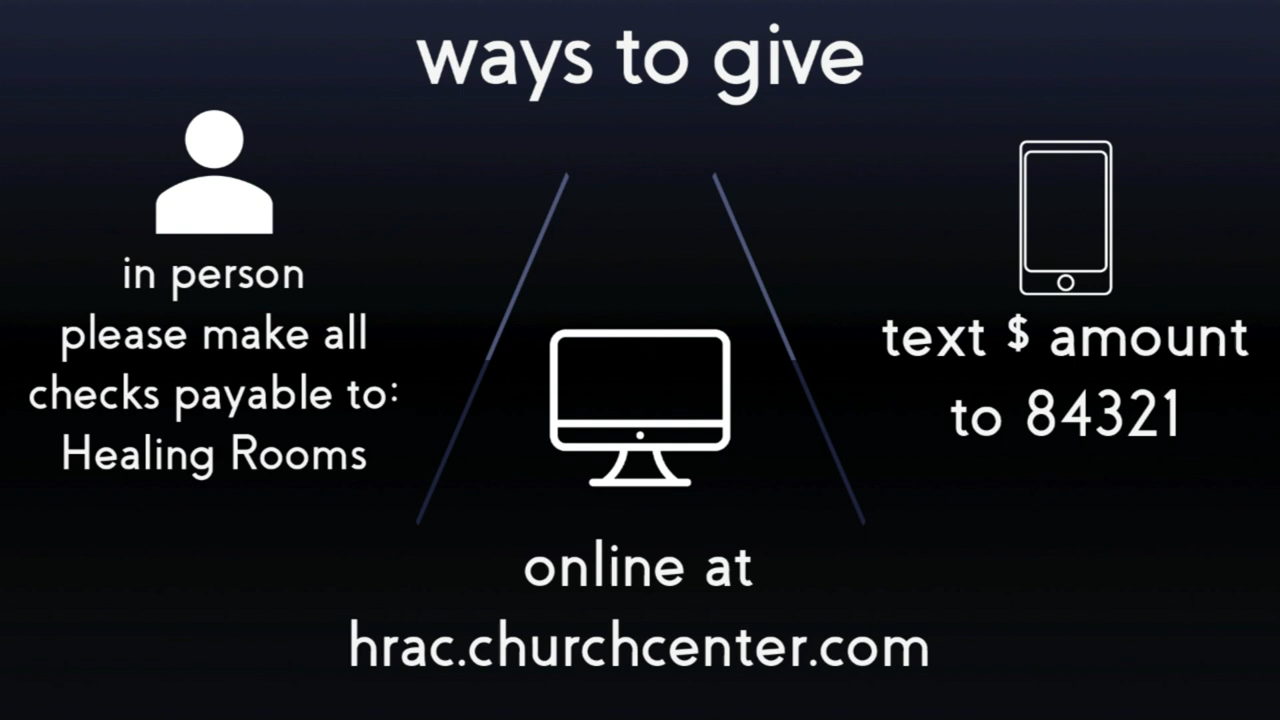 ways to give
in person
please make all
checks payable to:
Healing Rooms
online at
hrac.churchcenter.com
text $ amount
to 84321